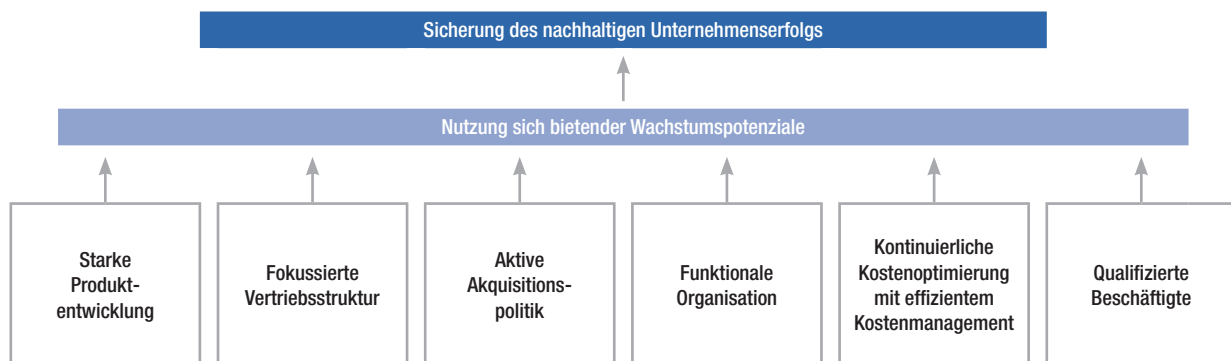 Sicherung des nachhaltigen Unternehmenserfolgs
Nutzung sich bietender Wachstumspotenziale
Starke
Produkt-
entwicklung
Fokussierte
Vertriebsstruktur
Aktive
Akquisitions-
politik
Funktionale
Organisation
Kontinuierliche
Kostenoptimierung
mit effizientem
Kostenmanagement
Qualifizierte
Beschäftigte